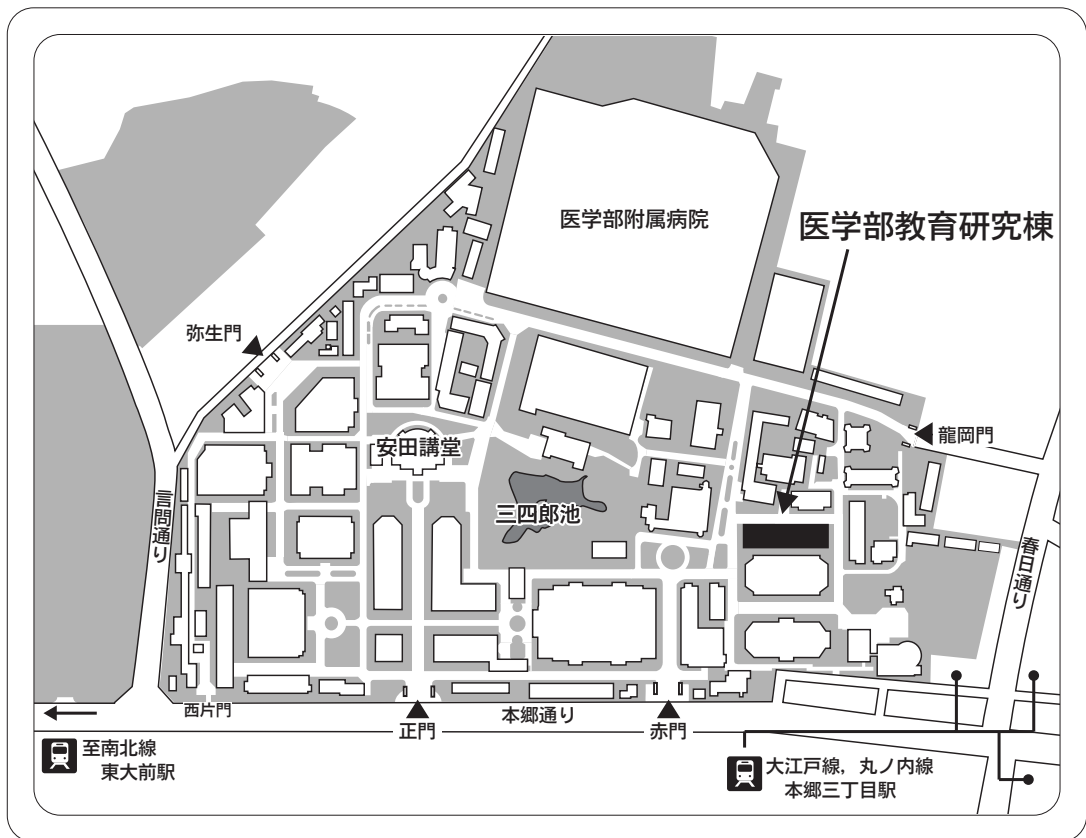 医学部附属病院
医学部教育研究棟
弥生門
安田講堂
龍岡門
三四郎池
言問通り
春日通り
西片門
本郷通り
正門
赤門
至南北線
東大前駅
大江戸線，丸ノ内線
本郷三丁目駅